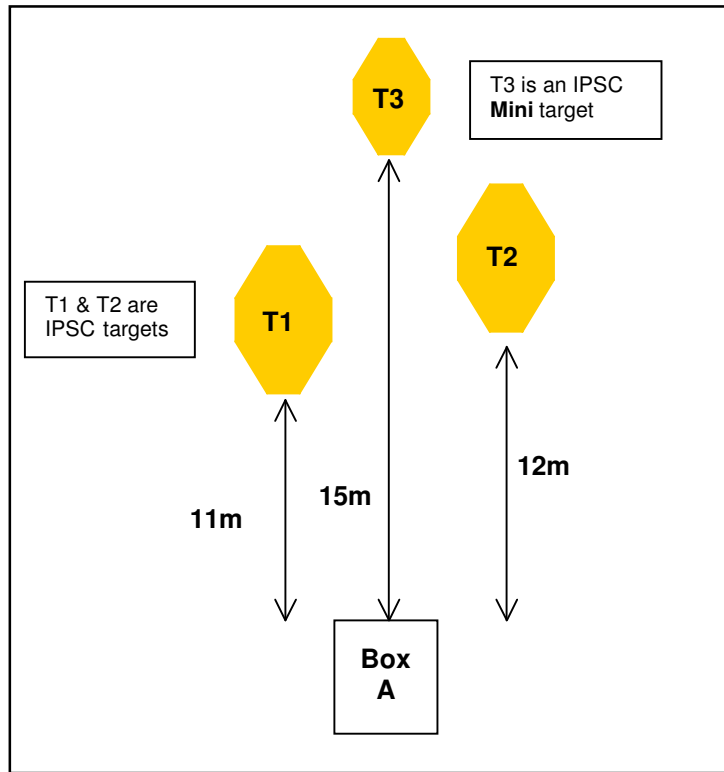 T3
T3 is an IPSC
Mini target
T2
T1 & T2 are
IPSC targets
T1
12m
15m
11m
Box
A